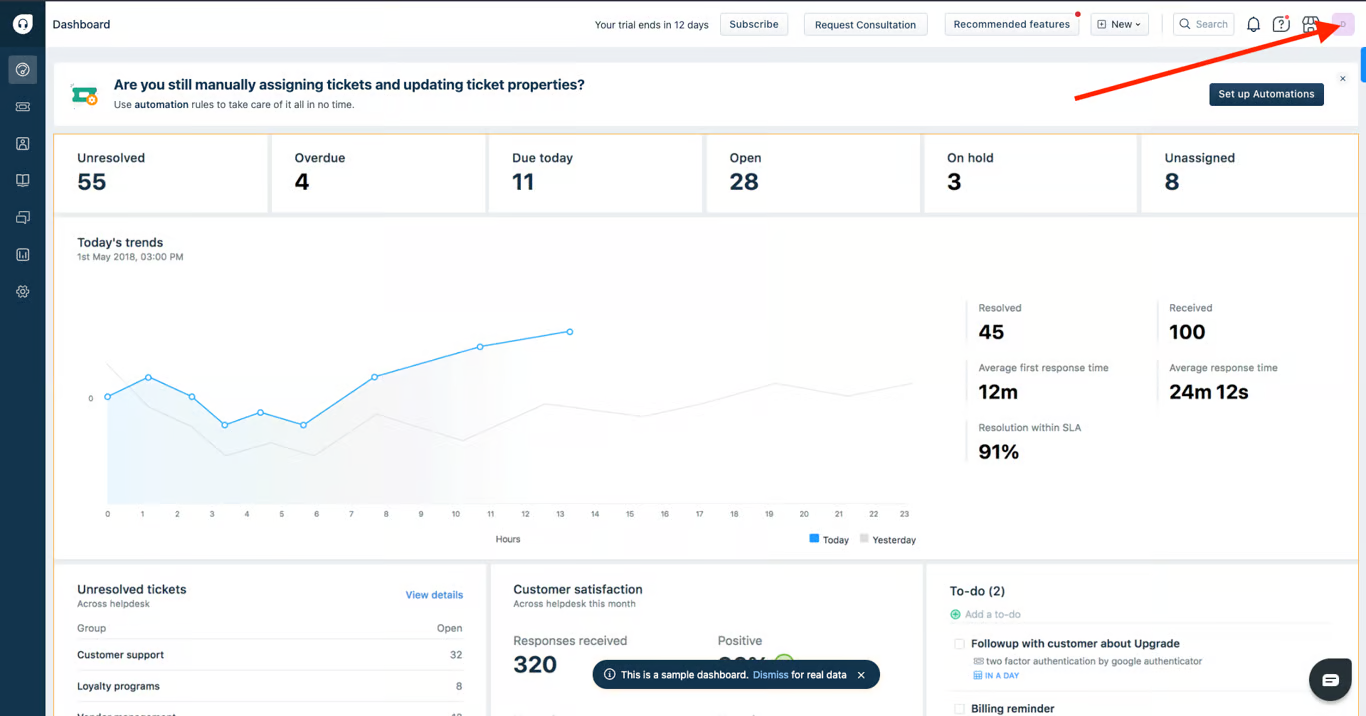 Dashboard
Your trial ends in 12 days
Subscribe
Request Consultation
Recommended features
New
Search
Are you still manually assigning tickets and updating ticket properties?
Use automation rules to take care of it all in no time.
Set up Automations
Unresolved
55
Overdue
4
Due today
11
Open
28
On hold
3
Unassigned
8
Today's trends
1st May 2018, 03:00 PM
0
0 1 2 3 4 5 6 7 8 9 10 11 12 13 14 15 16 17 18 19 20 21 22 23
Hours
Today
Yesterday
Resolved
45
Received
100
Average first response time
12m
Average response time
24m 12s
Resolution within SLA
91%
Unresolved tickets
View details
Across helpdesk
Group Open
Customer support 32
Loyalty programs 8
Customer satisfaction
Across helpdesk this month
Responses received
320
Positive
This is a sample dashboard. Dismiss for real data
To-do (2)
Add a to-do
Followup with customer about Upgrade
two factor authentication by google authenticator
IN A DAY
Billing reminder